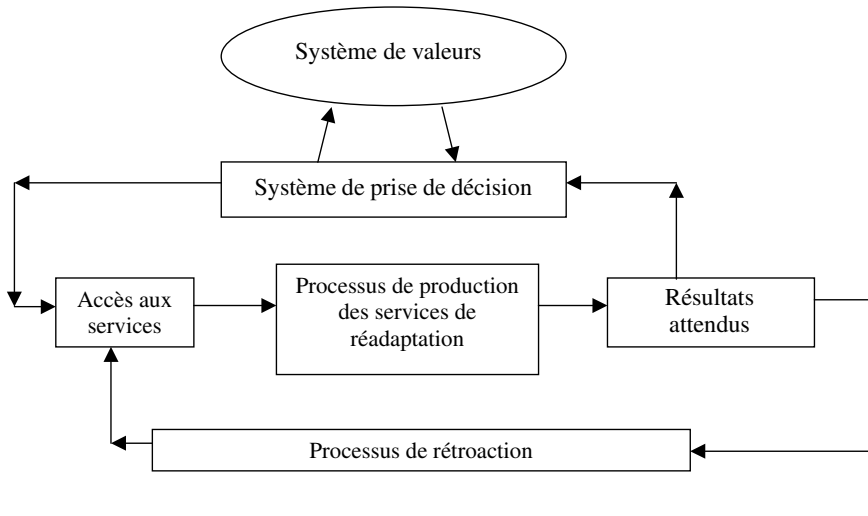 Système de valeurs
Système de prise de décision
Accès aux
services
Processus de production
des services de
réadaptation
Résultats
attendus
Processus de rétroaction